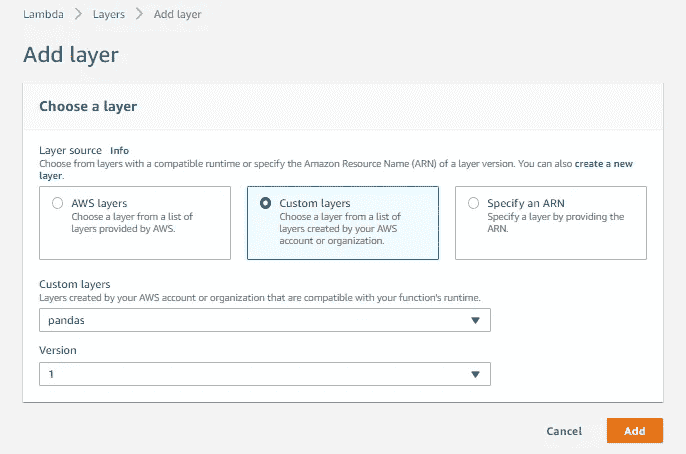 Lambda > Layers > Add layer
Add layer
Choose a layer
Layer source Info
Choose from layers with a compatible runtime or specify the Amazon Resource Name (ARN) of a layer version. You can also create a new
layer.
AWS layers
Choose a layer from a list of
layers provided by AWS.
Custom layers
Choose a layer from a list of
layers created by your AWS
account or organization.
Specify an ARN
Specify a layer by providing the
ARN.
Custom layers
Layers created by your AWS account or organization that are compatible with your function's runtime.
pandas
Version
1
Cancel Add